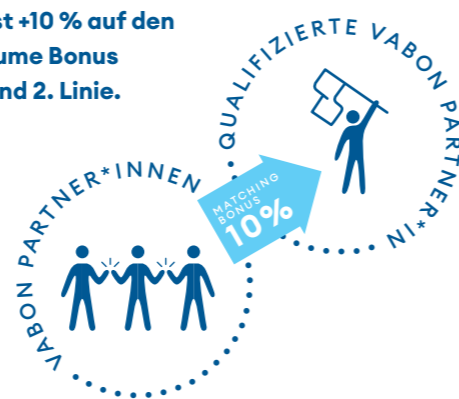 st +10 % auf den
ume Bonus
nd 2. Linie.
QUALIFIZIERTE VABON PARTNER*IN
MATCHING
BONUS
10%
VABON PARTNER*INNEN